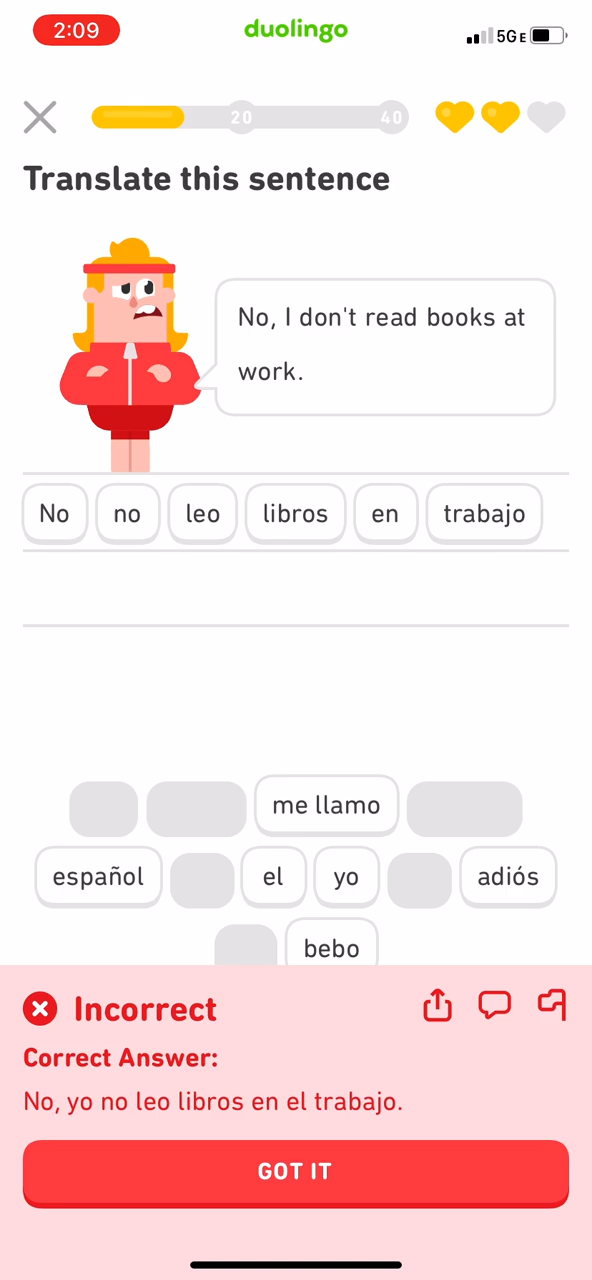 2:09
duolingo
5GE
20 40
Translate this sentence
No, I don't read books at
work.
No no leo libros en trabajo
me llamo
español el yo adiós
bebo
Incorrect
Correct Answer:
No, yo no leo libros en el trabajo.
GOT IT